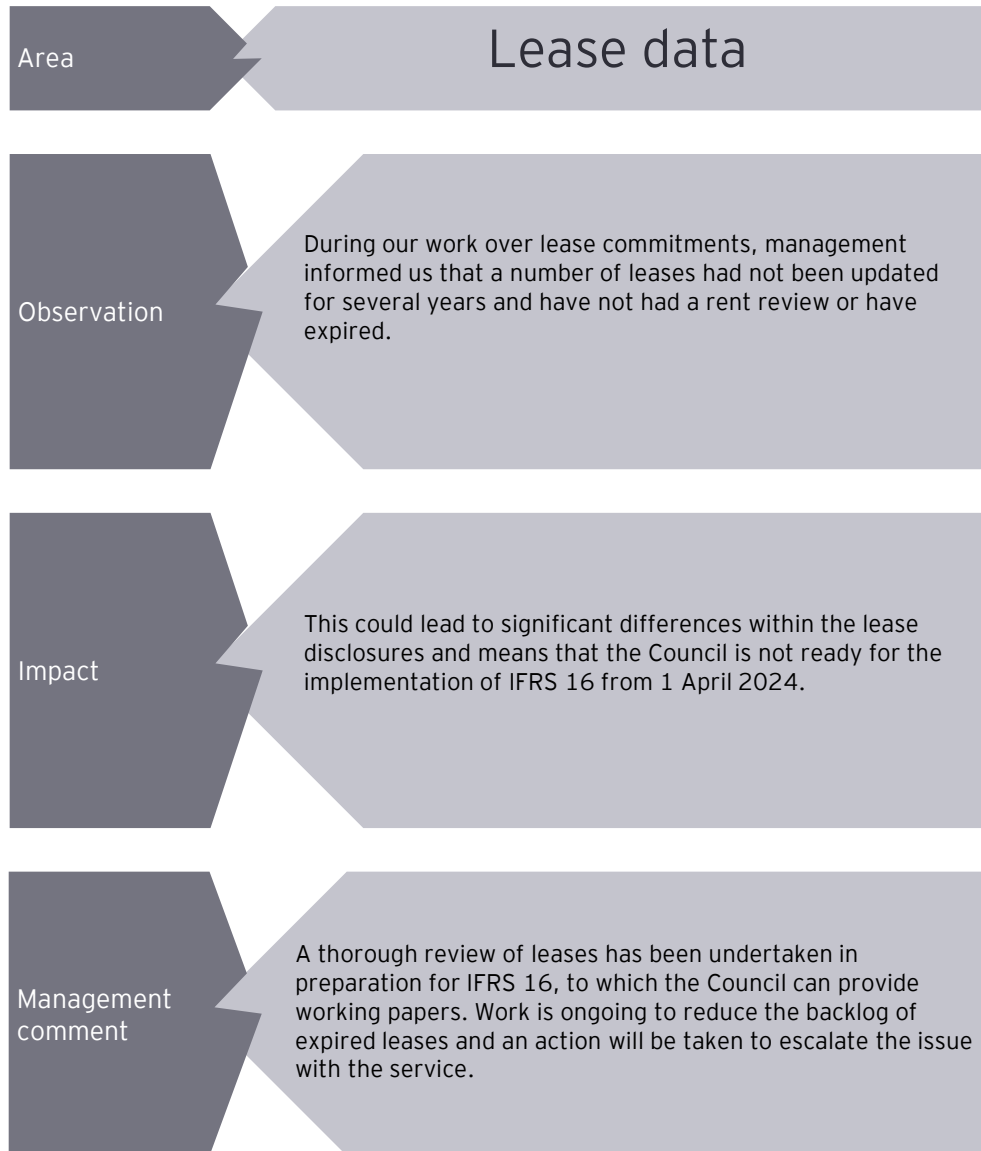 Area
Lease data
Observation
During our work over lease commitments, management
informed us that a number of leases had not been updated
for several years and have not had a rent review or have
expired.
Impact
This could lead to significant differences within the lease
disclosures and means that the Council is not ready for the
implementation of IFRS 16 from 1 April 2024.
Management
comment
A thorough review of leases has been undertaken in
preparation for IFRS 16, to which the Council can provide
working papers. Work is ongoing to reduce the backlog of
expired leases and an action will be taken to escalate the issue
with the service.